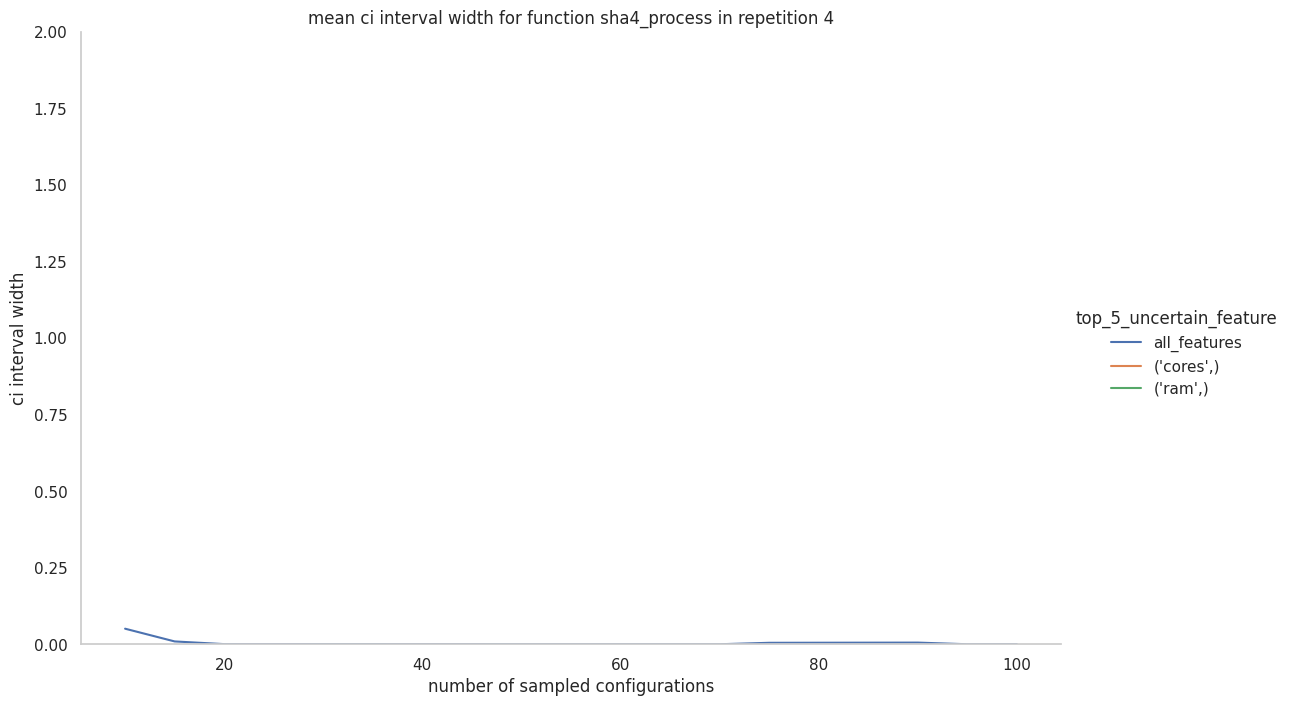 mean ci interval width for function sha4_process in repetition 4
2.00
1.75
1.50
1.25
1.00
0.75
0.50
0.25
0.00
ci interval width
20
40
60
80
100
number of sampled configurations
top_5_uncertain_feature
all_features
('cores',)
('ram',)